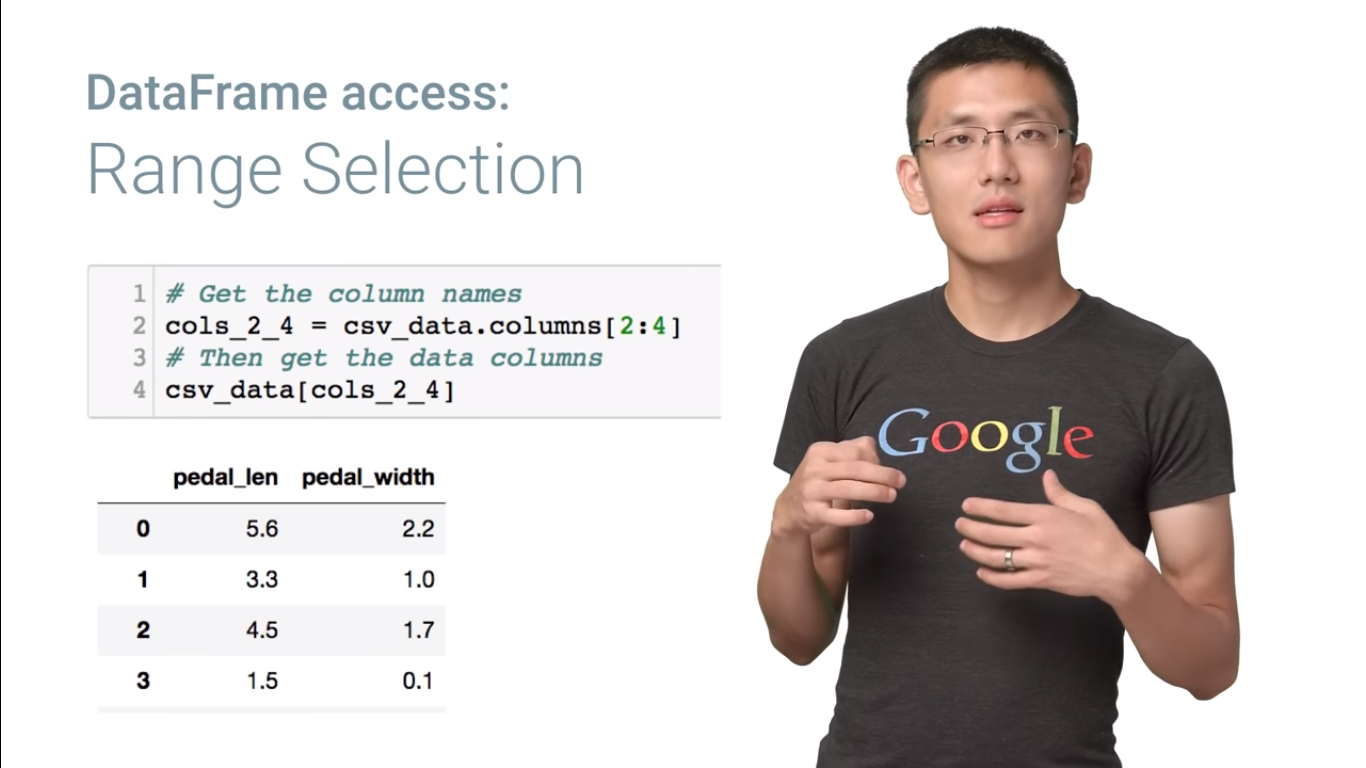 DataFrame access:
Range Selection
1 # Get the column names
2 cols_2_4 = csv_data.columns[2:4]
3 # Then get the data columns
4 csv_data[cols_2_4]
pedal_len pedal_width
0 5.6 2.2
1 3.3 1.0
2 4.5 1.7
3 1.5 0.1
Google